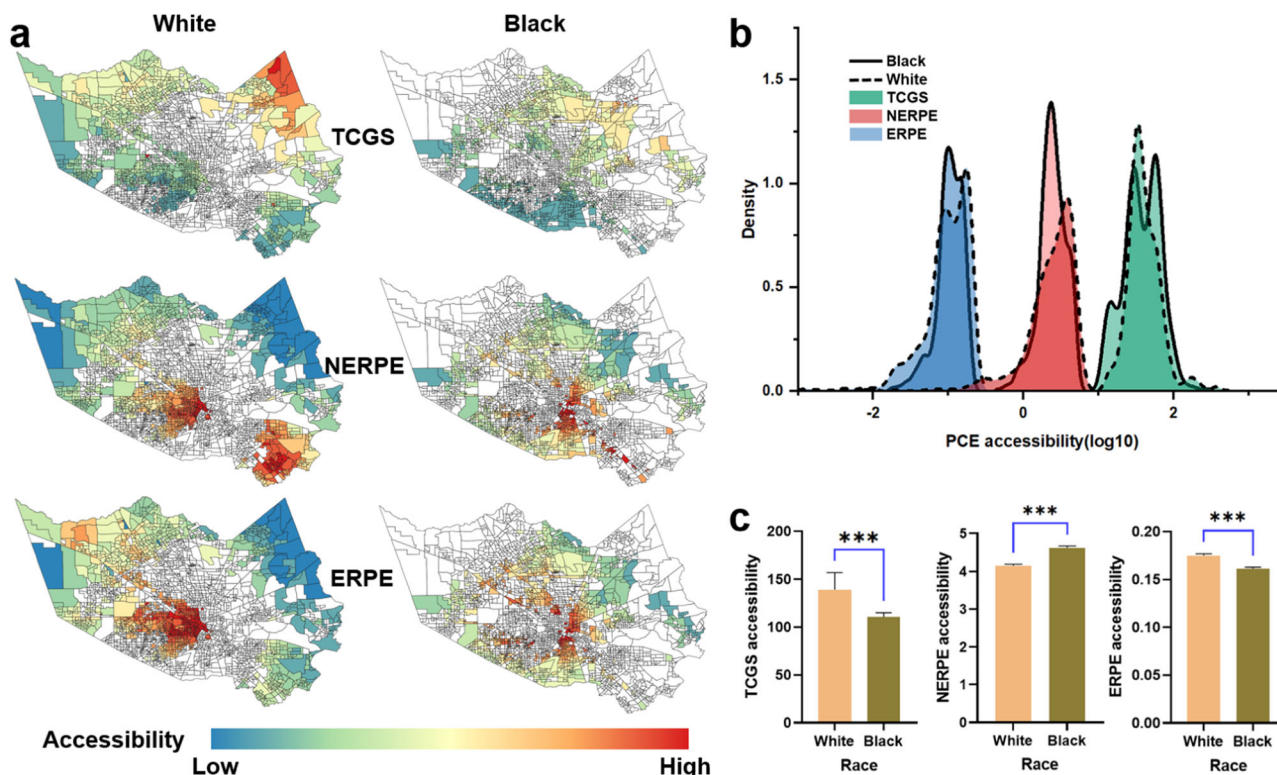 a
White
Black
TCGS
NERPE
ERPE
Accessibility
Low
High
b
Black
White
TCGS
NERPE
ERPE
Density
1.5
1.0
0.5
0.0
-2
0
2
PCE accessibility(log10)
c
TCGS accessibility
200
150
100
50
0
***
White Black
Race
NERPE accessibility
5
4
3
2
1
0
***
White Black
Race
ERPE accessibility
0.20
0.15
0.10
0.05
0.00
***
White Black
Race